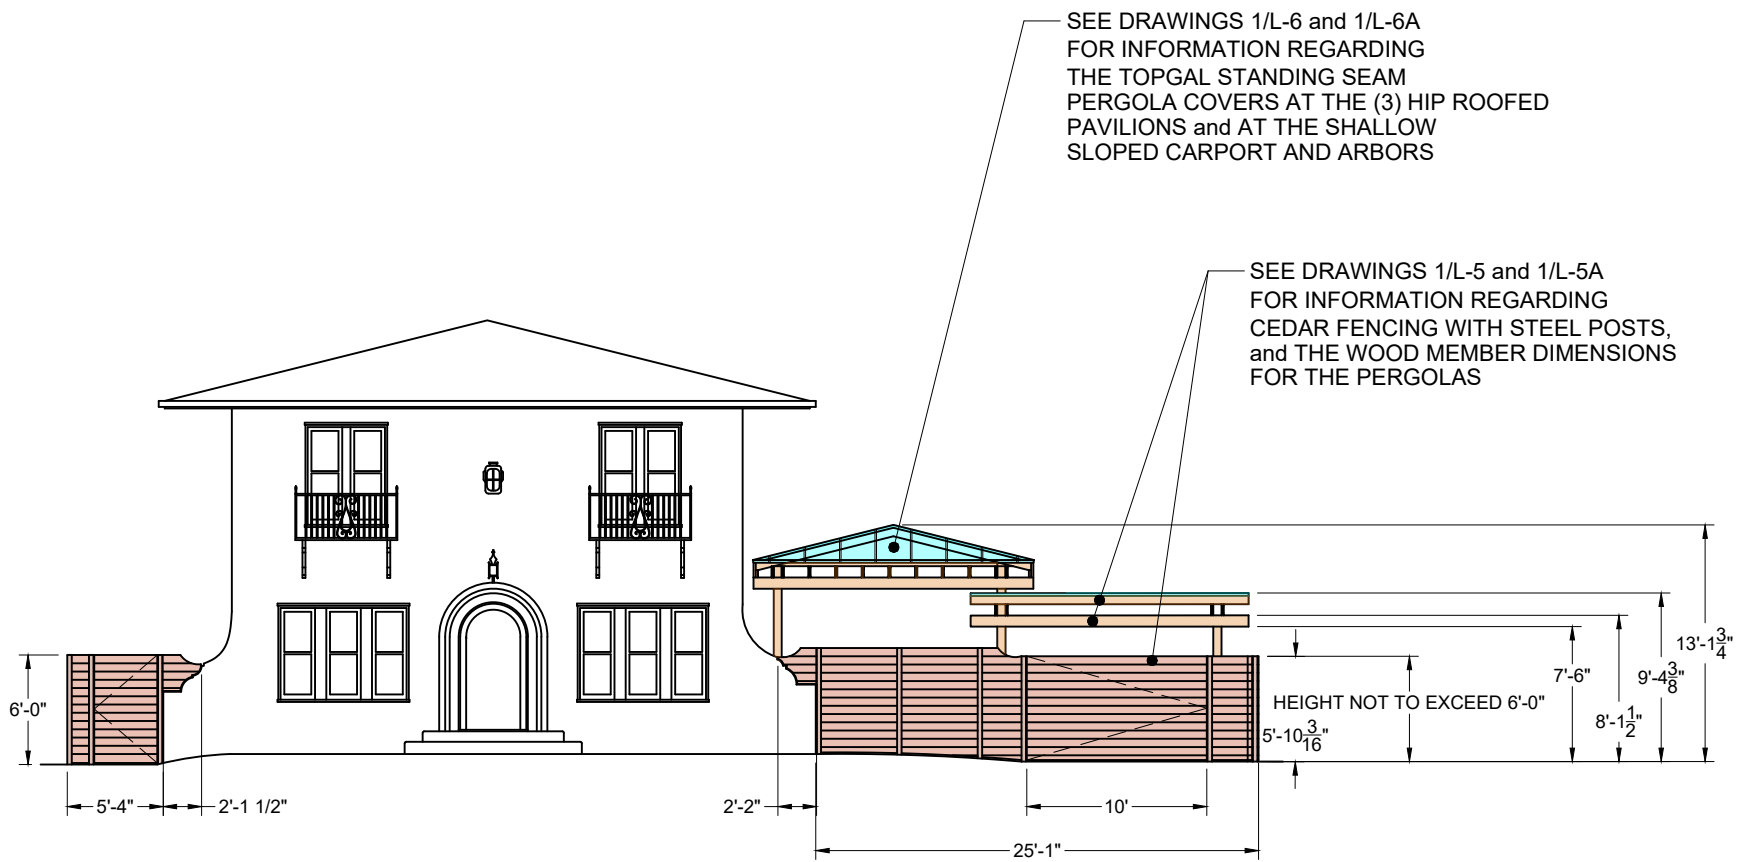 SEE DRAWINGS 1/L-6 and 1/L-6A
FOR INFORMATION REGARDING
THE TOPGAL STANDING SEAM
PERGOLA COVERS AT THE (3) HIP ROOFED
PAVILIONS and AT THE SHALLOW
SLOPED CARPORT AND ARBORS
SEE DRAWINGS 1/L-5 and 1/L-5A
FOR INFORMATION REGARDING
CEDAR FENCING WITH STEEL POSTS,
and THE WOOD MEMBER DIMENSIONS
FOR THE PERGOLAS
13'-1 3/4"
7'-6"
9'-4 3/8"
6'-0"
HEIGHT NOT TO EXCEED 6'-0"
8'-1 1/2"
5'-10 3/16"
5'-4"
2'-1 1/2"
2'-2"
10'
25'-1"